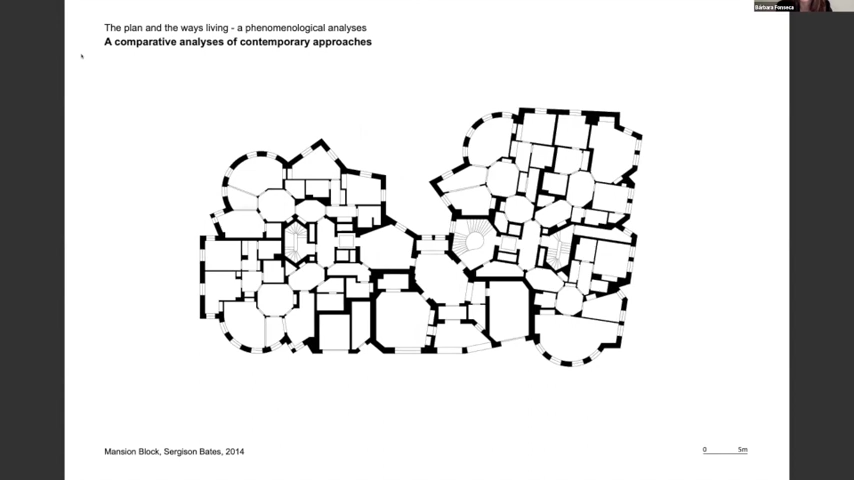 Bárbara Fonseca
The plan and the ways living - a phenomenological analyses
A comparative analyses of contemporary approaches
Mansion Block, Sergison Bates, 2014
0 5m